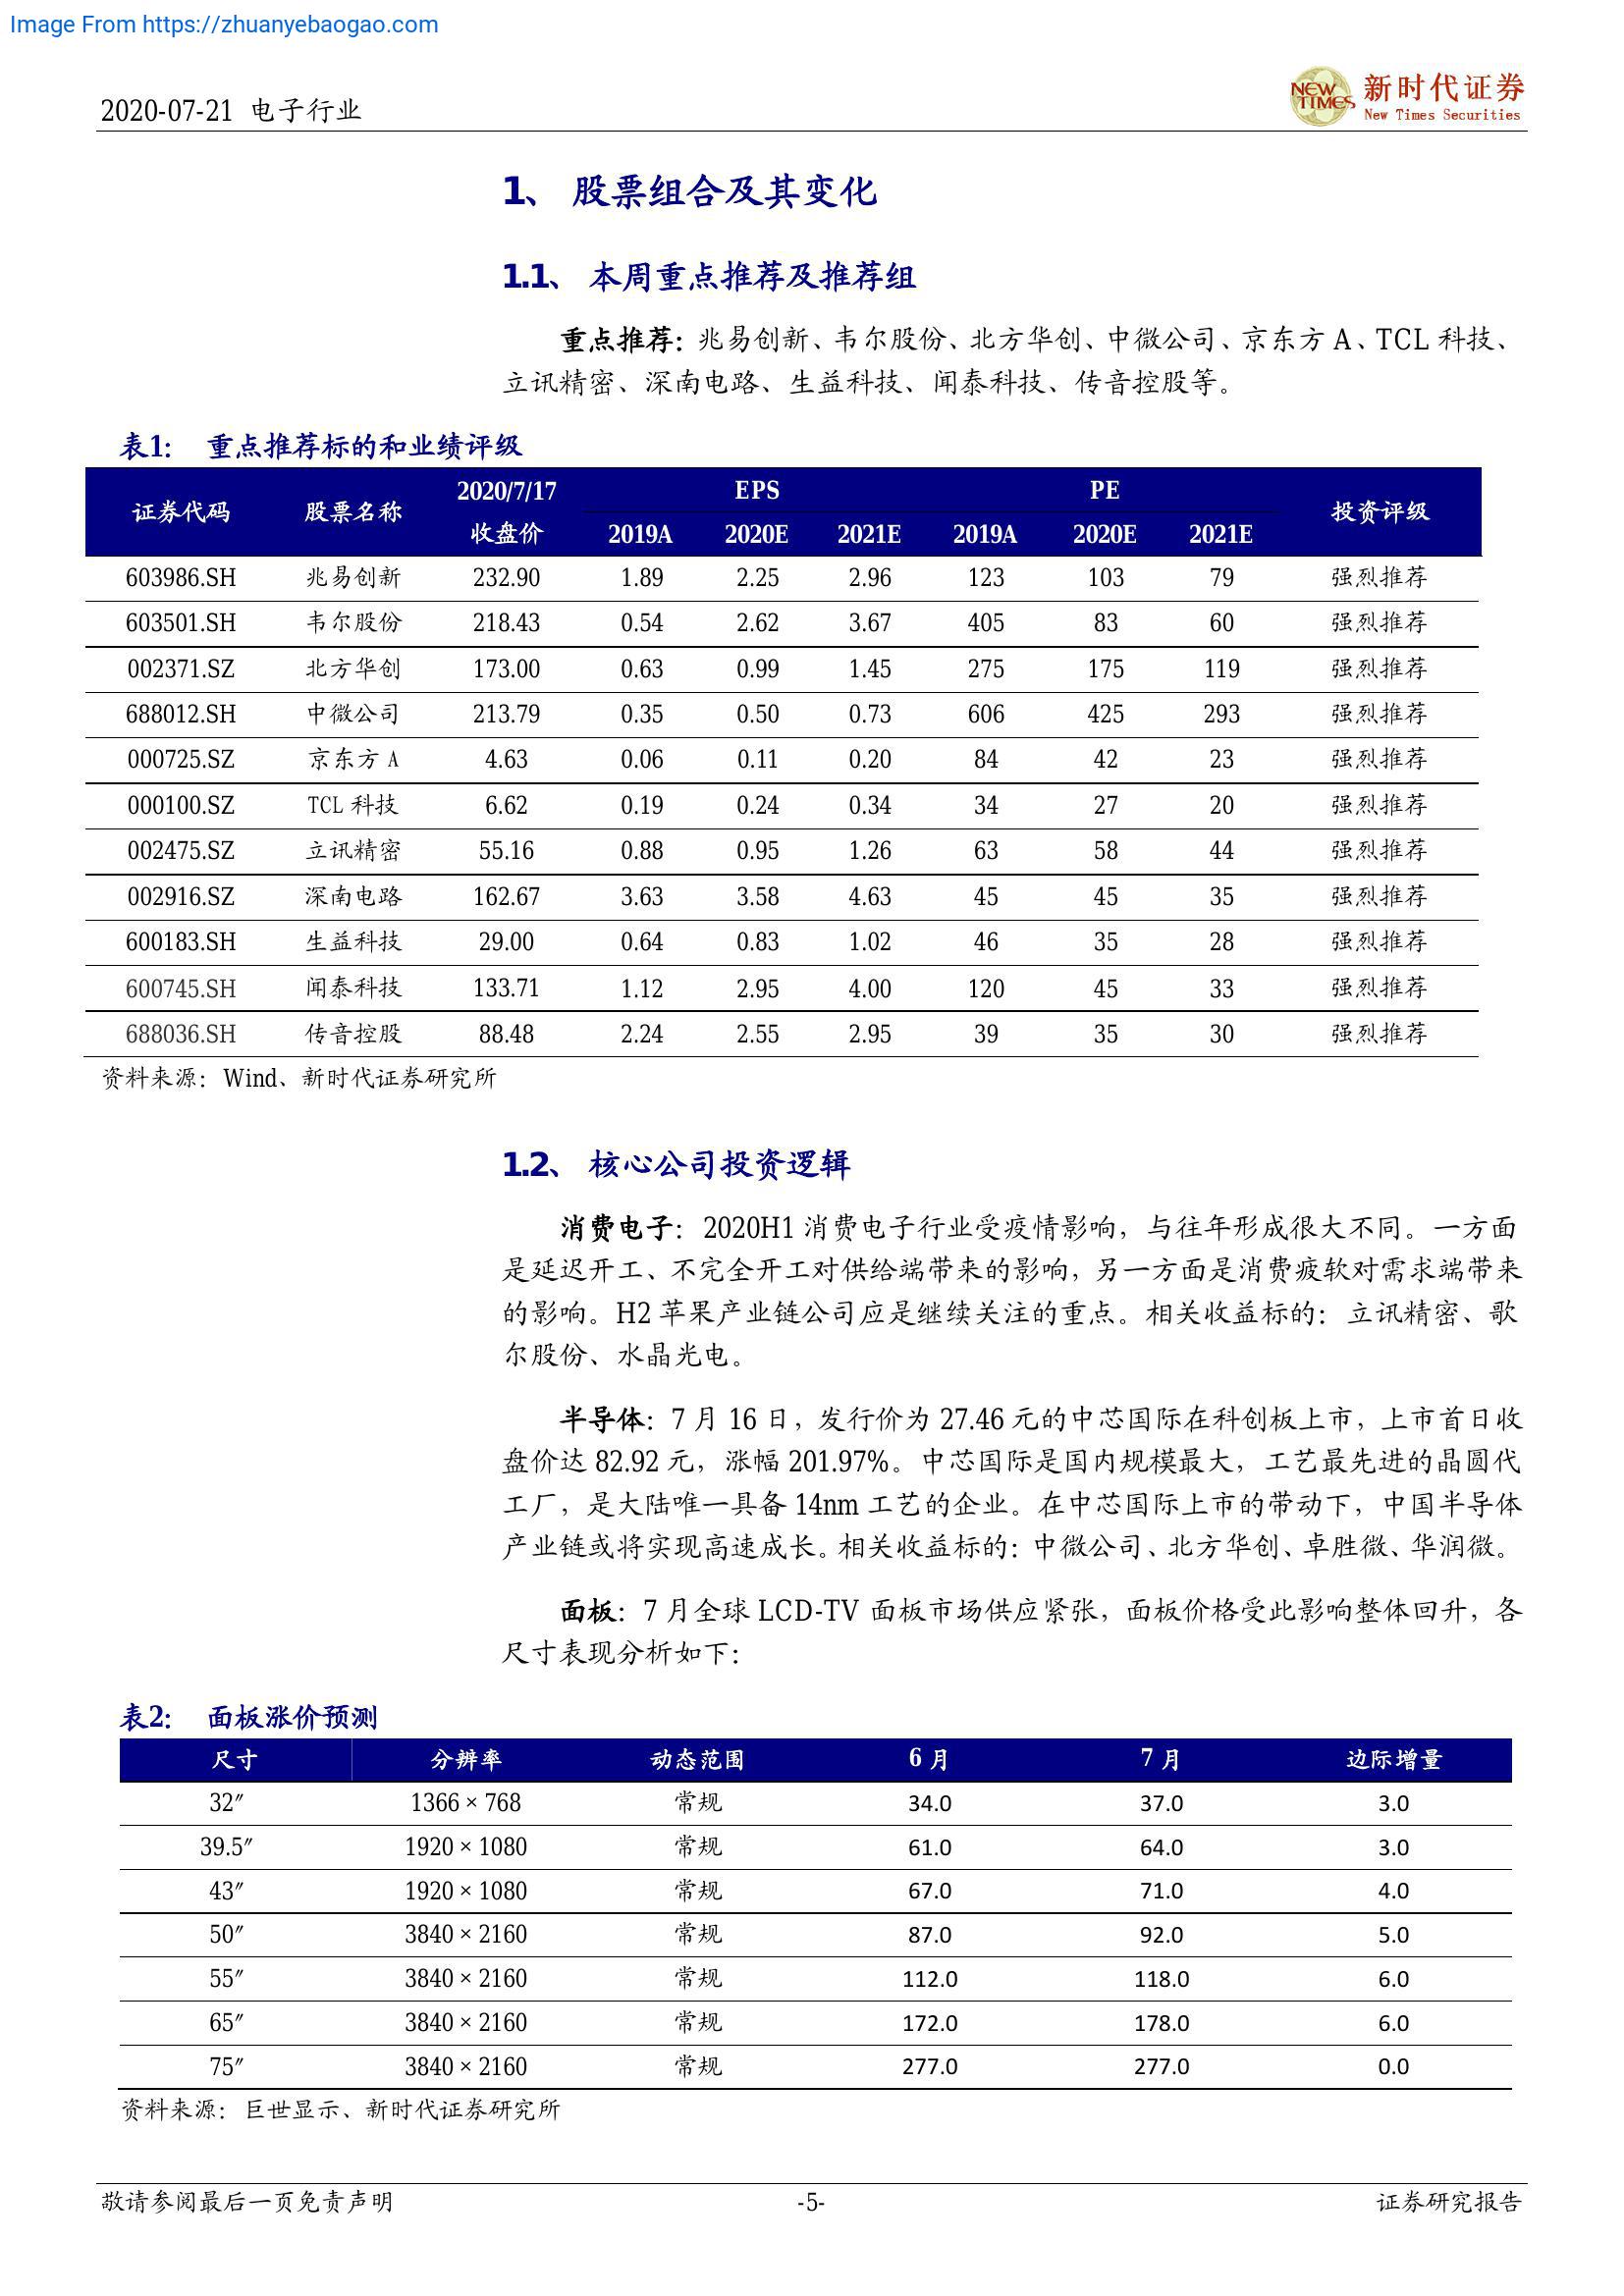 Image From https://zhuanyebaogao.com
2020-07-21 电子行业
NEW TIMES
新时代证券
New Times Securities
1、 股票组合及其变化
1.1、 本周重点推荐及推荐组
重点推荐：兆易创新、韦尔股份、北方华创、中微公司、京东方 A、TCL 科技、
立讯精密、深南电路、生益科技、闻泰科技、传音控股等。
表1： 重点推荐标的和业绩评级
证券代码 股票名称 2020/7/17 收盘价 EPS PE 投资评级
2019A 2020E 2021E 2019A 2020E 2021E
603986.SH 兆易创新 232.90 1.89 2.25 2.96 123 103 79 强烈推荐
603501.SH 韦尔股份 218.43 0.54 2.62 3.67 405 83 60 强烈推荐
002371.SZ 北方华创 173.00 0.63 0.99 1.45 275 175 119 强烈推荐
688012.SH 中微公司 213.79 0.35 0.50 0.73 606 425 293 强烈推荐
000725.SZ 京东方 A 4.63 0.06 0.11 0.20 84 42 23 强烈推荐
000100.SZ TCL 科技 6.62 0.19 0.24 0.34 34 27 20 强烈推荐
002475.SZ 立讯精密 55.16 0.88 0.95 1.26 63 58 44 强烈推荐
002916.SZ 深南电路 162.67 3.63 3.58 4.63 45 45 35 强烈推荐
600183.SH 生益科技 29.00 0.64 0.83 1.02 46 35 28 强烈推荐
600745.SH 闻泰科技 133.71 1.12 2.95 4.00 120 45 33 强烈推荐
688036.SH 传音控股 88.48 2.24 2.55 2.95 39 35 30 强烈推荐
资料来源：Wind、新时代证券研究所
1.2、 核心公司投资逻辑
消费电子：2020H1 消费电子行业受疫情影响，与往年形成很大不同。一方面
是延迟开工、不完全开工对供给端带来的影响，另一方面是消费疲软对需求端带来
的影响。H2 苹果产业链公司应是继续关注的重点。相关收益标的：立讯精密、歌
尔股份、水晶光电。
半导体：7 月 16 日，发行价为 27.46 元的中芯国际在科创板上市，上市首日收
盘价达 82.92 元，涨幅 201.97%。中芯国际是国内规模最大，工艺最先进的晶圆代
工厂，是大陆唯一具备 14nm 工艺的企业。在中芯国际上市的带动下，中国半导体
产业链或将实现高速成长。相关收益标的：中微公司、北方华创、卓胜微、华润微。
面板：7 月全球 LCD-TV 面板市场供应紧张，面板价格受此影响整体回升，各
尺寸表现分析如下：
表2： 面板涨价预测
尺寸 分辨率 动态范围 6 月 7 月 边际增量
32″ 1366 × 768 常规 34.0 37.0 3.0
39.5″ 1920 × 1080 常规 61.0 64.0 3.0
43″ 1920 × 1080 常规 67.0 71.0 4.0
50″ 3840 × 2160 常规 87.0 92.0 5.0
55″ 3840 × 2160 常规 112.0 118.0 6.0
65″ 3840 × 2160 常规 172.0 178.0 6.0
75″ 3840 × 2160 常规 277.0 277.0 0.0
资料来源：巨世显示、新时代证券研究所
敬请参阅最后一页免责声明 -5- 证券研究报告